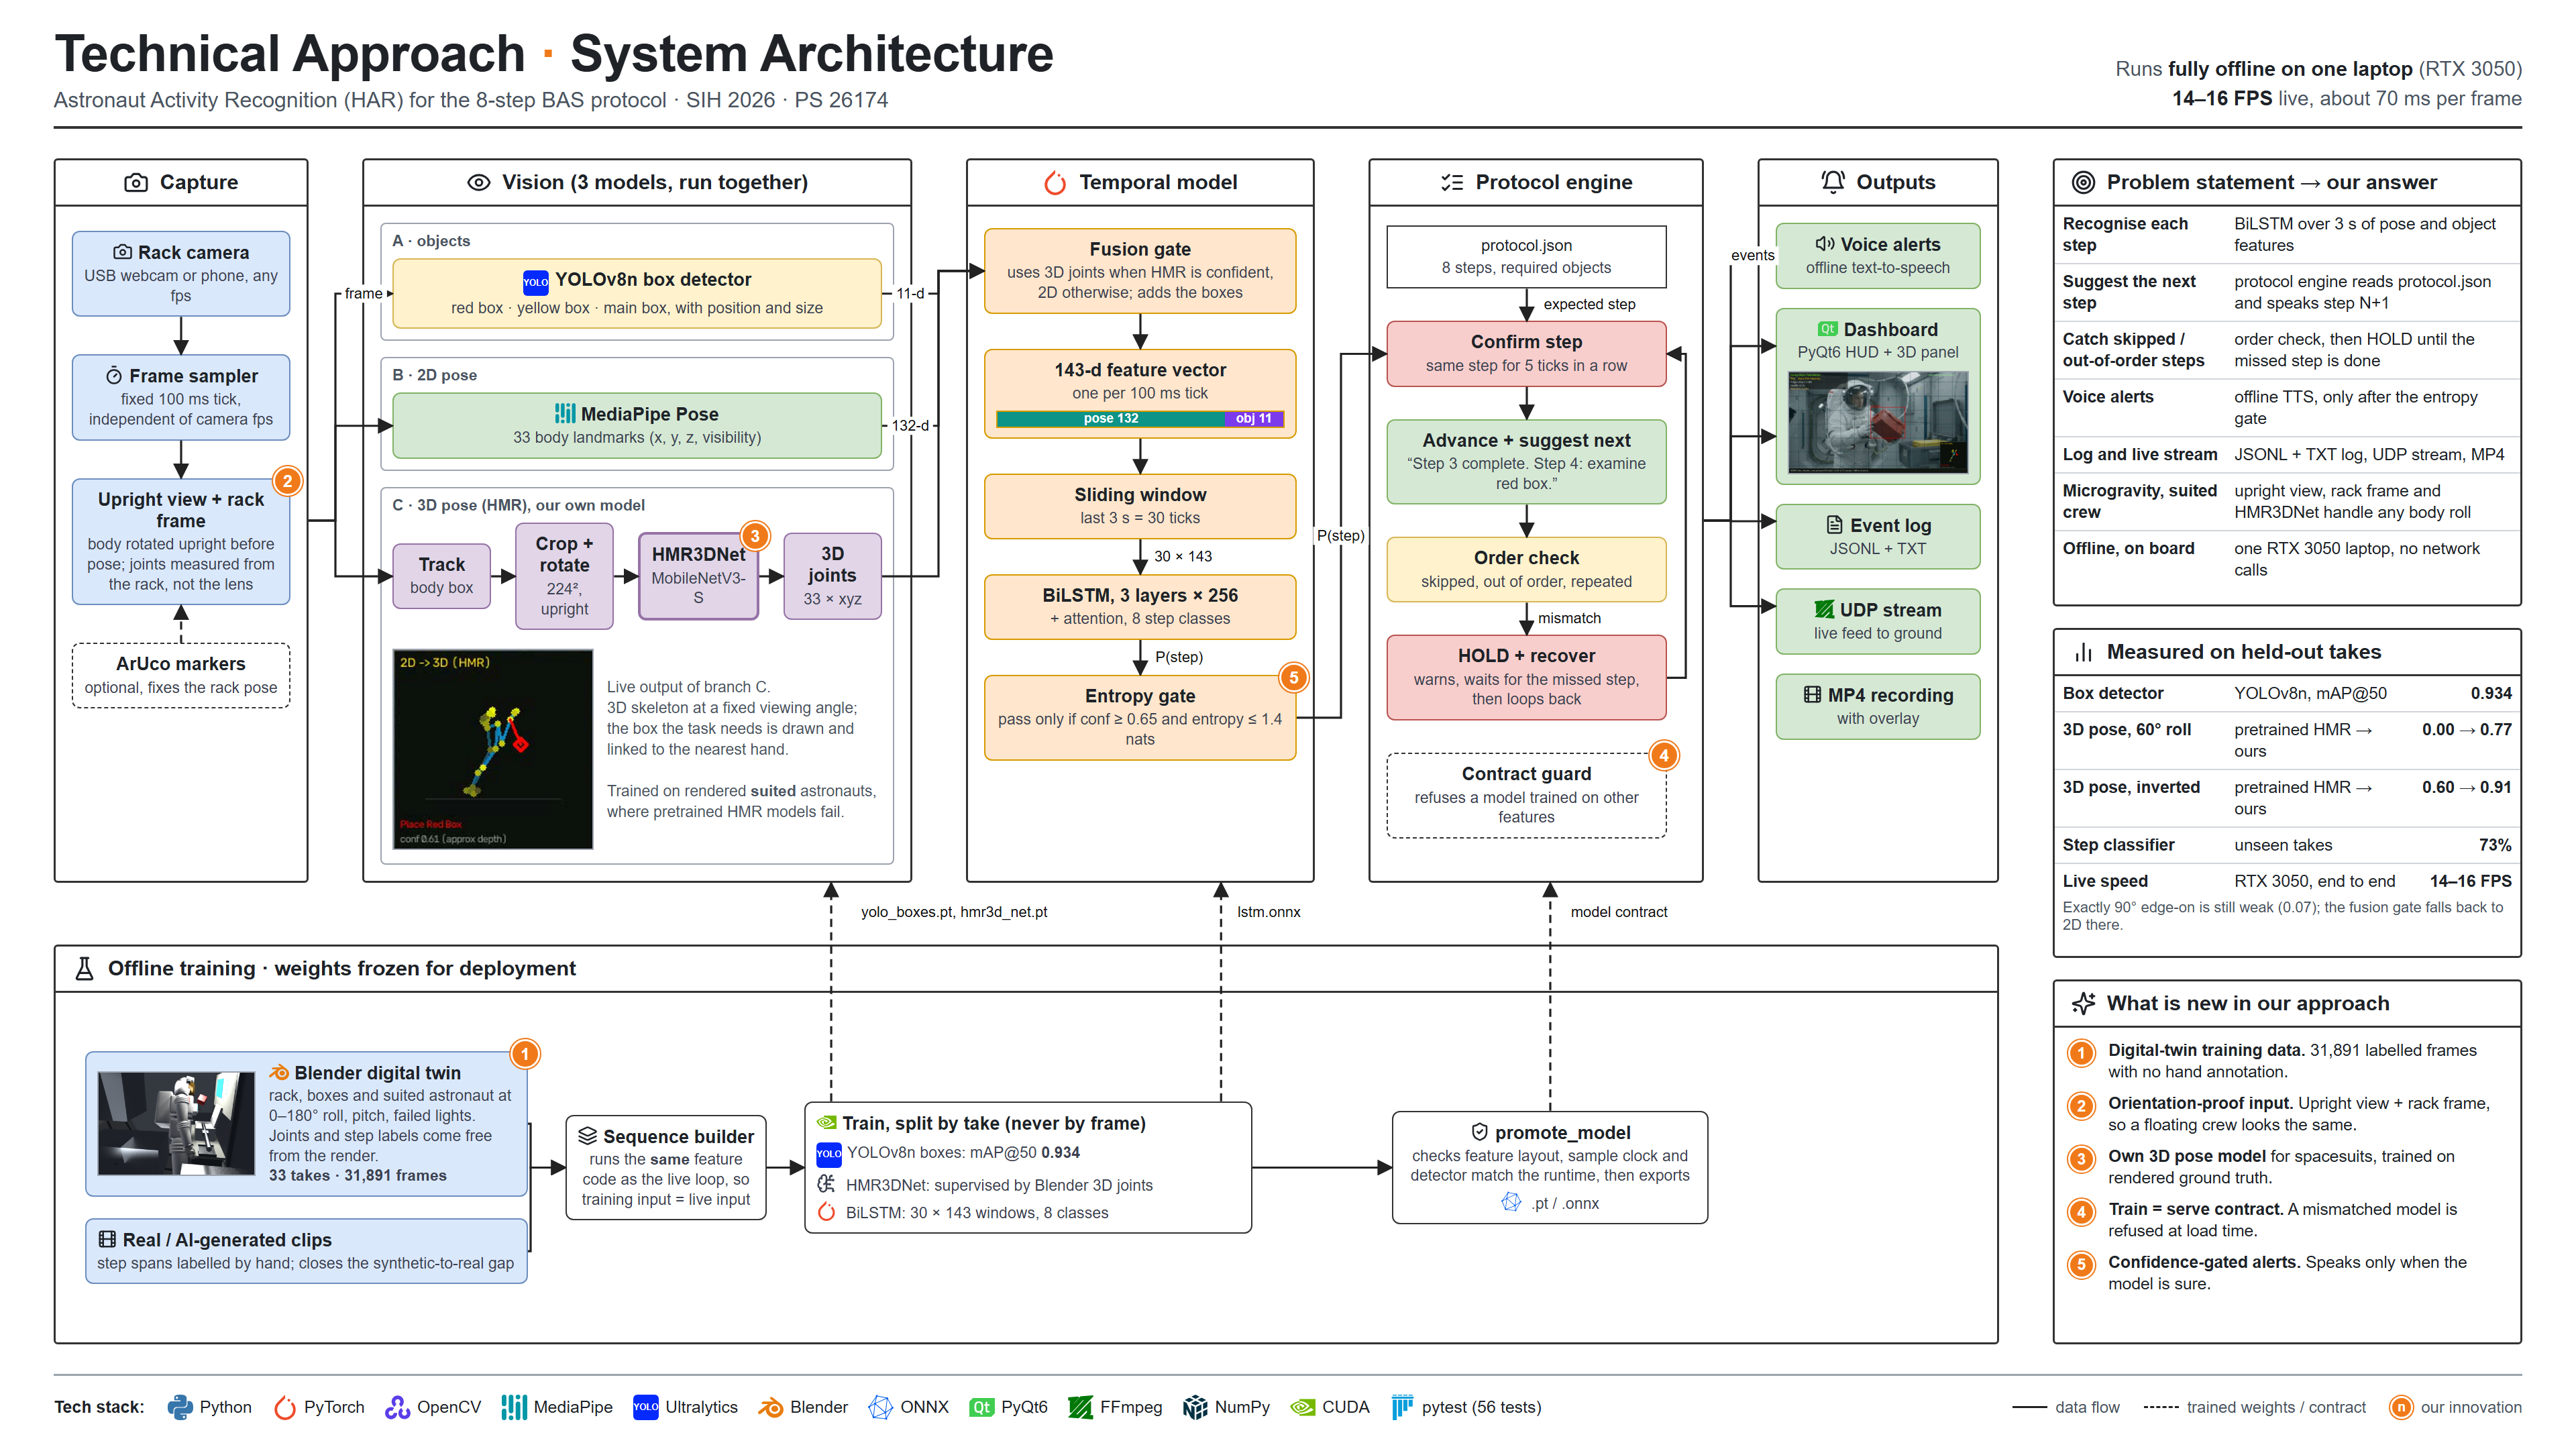 Technical Approach · System Architecture
Astronaut Activity Recognition (HAR) for the 8-step BAS protocol · SIH 2026 · PS 26174
Runs fully offline on one laptop (RTX 3050)
14–16 FPS live, about 70 ms per frame
Capture
Rack camera
USB webcam or phone, any
fps
Frame sampler
fixed 100 ms tick,
independent of camera fps
2
Upright view + rack
frame
body rotated upright before
pose; joints measured from
the rack, not the lens
ArUco markers
optional, fixes the rack pose
Vision (3 models, run together)
frame
A · objects
YOLO YOLOv8n box detector
red box · yellow box · main box, with position and size
11-d
B · 2D pose
MediaPipe Pose
33 body landmarks (x, y, z, visibility)
132-d
C · 3D pose (HMR), our own model
Track
body box
Crop +
rotate
224²,
upright
3
HMR3DNet
MobileNetV3-
S
3D
joints
33 × xyz
2D -> 3D (HMR)
Place Red Box
conf 0.61 (approx depth)
Live output of branch C.
3D skeleton at a fixed viewing angle;
the box the task needs is drawn and
linked to the nearest hand.
Trained on rendered suited astronauts,
where pretrained HMR models fail.
Temporal model
Fusion gate
uses 3D joints when HMR is confident,
2D otherwise; adds the boxes
143-d feature vector
one per 100 ms tick
pose 132 obj 11
Sliding window
last 3 s = 30 ticks
30 × 143
BiLSTM, 3 layers × 256
+ attention, 8 step classes
P(step)
5
Entropy gate
pass only if conf ≥ 0.65 and entropy ≤ 1.4
nats
P(step)
Protocol engine
protocol.json
8 steps, required objects
expected step
Confirm step
same step for 5 ticks in a row
Advance + suggest next
“Step 3 complete. Step 4: examine
red box.”
Order check
skipped, out of order, repeated
mismatch
HOLD + recover
warns, waits for the missed step,
then loops back
4
Contract guard
refuses a model trained on other
features
Outputs
events
Voice alerts
offline text-to-speech
Qt Dashboard
PyQt6 HUD + 3D panel
Event log
JSONL + TXT
UDP stream
live feed to ground
MP4 recording
with overlay
Problem statement → our answer
Recognise each
step
BiLSTM over 3 s of pose and object
features
Suggest the next
step
protocol engine reads protocol.json
and speaks step N+1
Catch skipped /
out-of-order steps
order check, then HOLD until the
missed step is done
Voice alerts
offline TTS, only after the entropy
gate
Log and live stream
JSONL + TXT log, UDP stream, MP4
Microgravity, suited
crew
upright view, rack frame and
HMR3DNet handle any body roll
Offline, on board
one RTX 3050 laptop, no network
calls
Measured on held-out takes
Box detector YOLOv8n, mAP@50 0.934
3D pose, 60° roll pretrained HMR → 0.00 → 0.77
ours
3D pose, inverted pretrained HMR → 0.60 → 0.91
ours
Step classifier unseen takes 73%
Live speed RTX 3050, end to end 14–16 FPS
Exactly 90° edge-on is still weak (0.07); the fusion gate falls back to
2D there.
What is new in our approach
1 Digital-twin training data. 31,891 labelled frames
with no hand annotation.
2 Orientation-proof input. Upright view + rack frame,
so a floating crew looks the same.
3 Own 3D pose model for spacesuits, trained on
rendered ground truth.
4 Train = serve contract. A mismatched model is
refused at load time.
5 Confidence-gated alerts. Speaks only when the
model is sure.
yolo_boxes.pt, hmr3d_net.pt
lstm.onnx
model contract
Offline training · weights frozen for deployment
1
Blender digital twin
rack, boxes and suited astronaut at
0–180° roll, pitch, failed lights.
Joints and step labels come free
from the render.
33 takes · 31,891 frames
Real / AI-generated clips
step spans labelled by hand; closes the synthetic-to-real gap
Sequence builder
runs the same feature
code as the live loop, so
training input = live input
Train, split by take (never by frame)
YOLO YOLOv8n boxes: mAP@50 0.934
HMR3DNet: supervised by Blender 3D joints
BiLSTM: 30 × 143 windows, 8 classes
promote_model
checks feature layout, sample clock and
detector match the runtime, then exports
.pt / .onnx
Tech stack: Python PyTorch OpenCV MediaPipe YOLO Ultralytics Blender ONNX Qt PyQt6 FFmpeg NumPy CUDA pytest (56 tests)
data flow trained weights / contract n our innovation